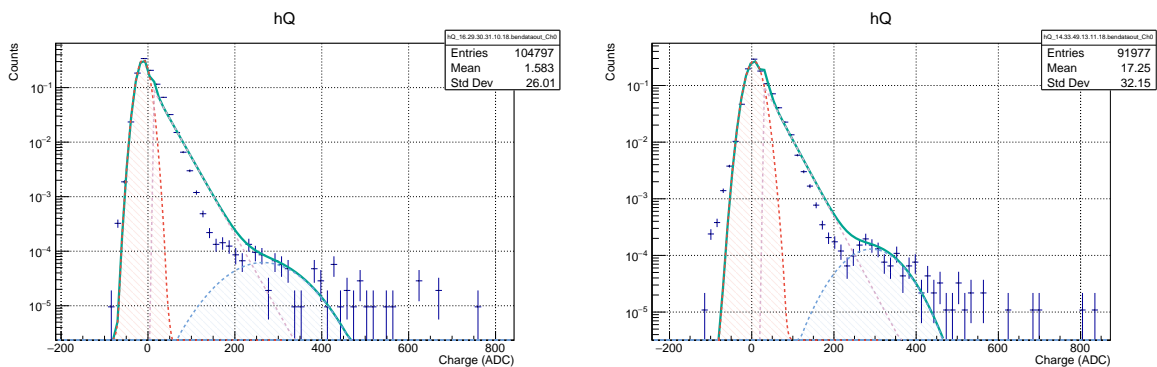 hQ
hQ_16.29.30.31.10.18.bendataout_Ch0
Entries 104797
Mean 1.583
Std Dev 26.01
Counts
10⁻¹
10⁻²
10⁻³
10⁻⁴
10⁻⁵
−200 0 200 400 600 800
Charge (ADC)
hQ
hQ_14.33.49.13.11.18.bendataout_Ch0
Entries 91977
Mean 17.25
Std Dev 32.15
Counts
10⁻¹
10⁻²
10⁻³
10⁻⁴
10⁻⁵
−200 0 200 400 600 800
Charge (ADC)